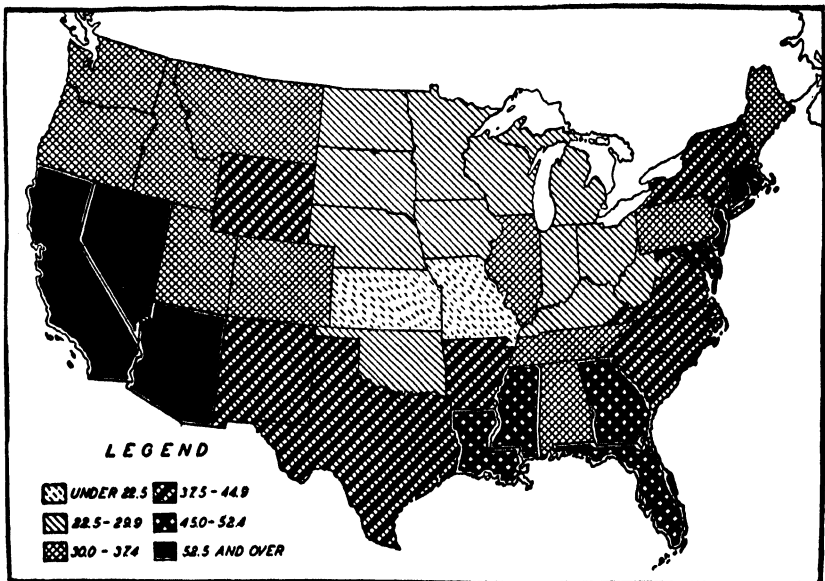 LEGEND
UNDER 22.5 37.5 - 44.9
22.5 - 29.9 45.0 - 52.4
30.0 - 37.4 52.5 AND OVER